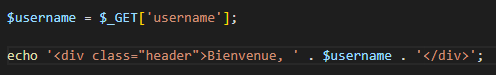 $username = $_GET['username'];
echo '<div class="header">Bienvenue, ' . $username . '</div>';